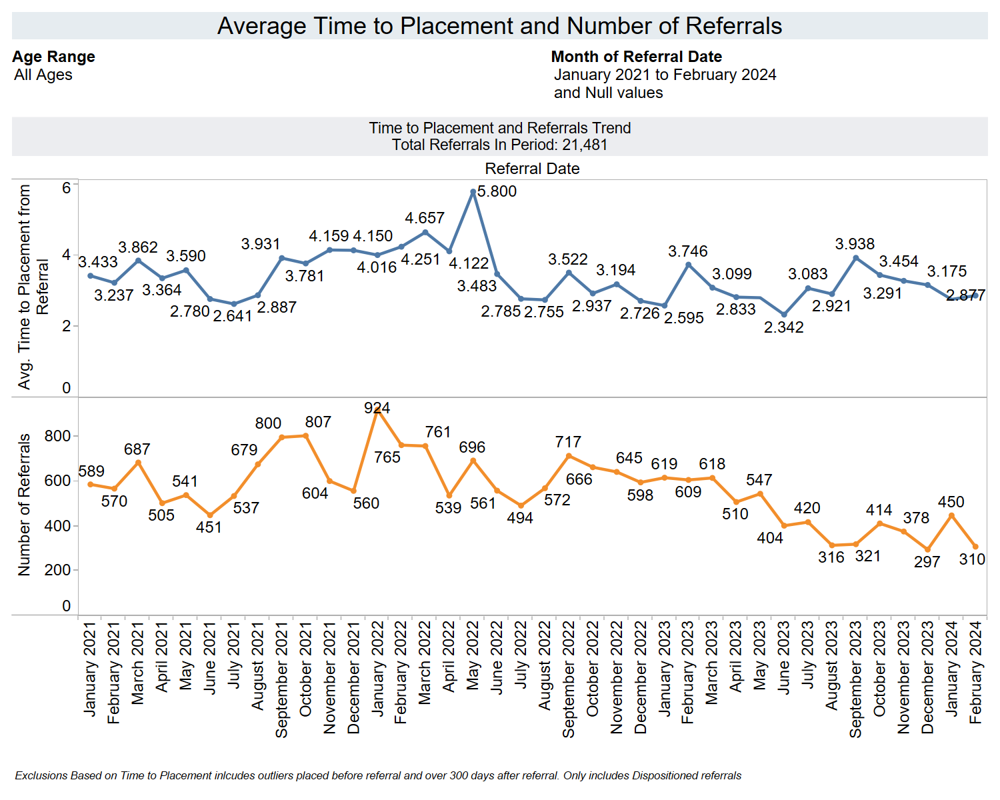 Average Time to Placement and Number of Referrals
Age Range
All Ages
Month of Referral Date
January 2021 to February 2024
and Null values
Time to Placement and Referrals Trend
Total Referrals In Period: 21,481
Referral Date
Avg. Time to Placement from
Referral
6
4
2
0
3.433
3.237
3.862
3.364
3.590
2.780
2.641
2.887
3.931
3.781
4.159
4.150
4.016
4.251
4.657
4.122
5.800
3.483
2.785
2.755
3.522
2.937
3.194
2.726
2.595
3.746
3.099
2.833
2.342
3.083
2.921
3.938
3.291
3.454
3.175
2.877
Number of Referrals
800
600
400
200
0
589
570
687
505
541
451
537
679
800
807
604
560
924
765
761
539
696
561
494
572
717
666
645
598
619
609
618
510
547
404
420
316
321
414
378
297
450
310
January 2021
February 2021
March 2021
April 2021
May 2021
June 2021
July 2021
August 2021
September 2021
October 2021
November 2021
December 2021
January 2022
February 2022
March 2022
April 2022
May 2022
June 2022
July 2022
August 2022
September 2022
October 2022
November 2022
December 2022
January 2023
February 2023
March 2023
April 2023
May 2023
June 2023
July 2023
August 2023
September 2023
October 2023
November 2023
December 2023
January 2024
February 2024
Exclusions Based on Time to Placement inlcudes outliers placed before referral and over 300 days after referral. Only includes Dispositioned referrals